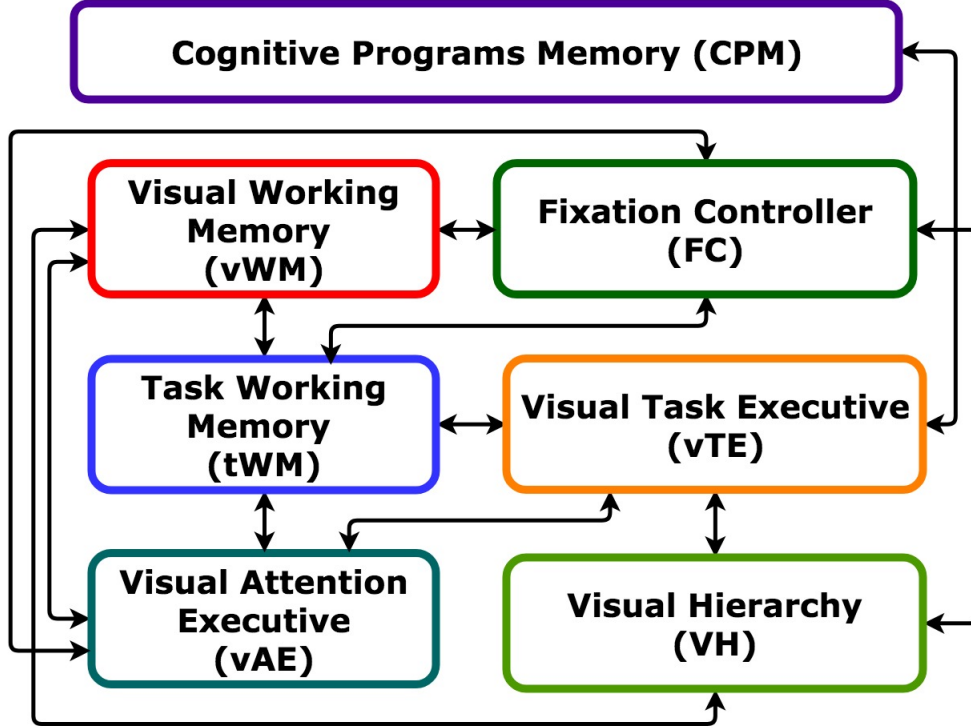 Cognitive Programs Memory (CPM)
Visual Working
Memory
(vWM)
Fixation Controller
(FC)
Task Working
Memory
(tWM)
Visual Task Executive
(vTE)
Visual Attention
Executive
(vAE)
Visual Hierarchy
(VH)